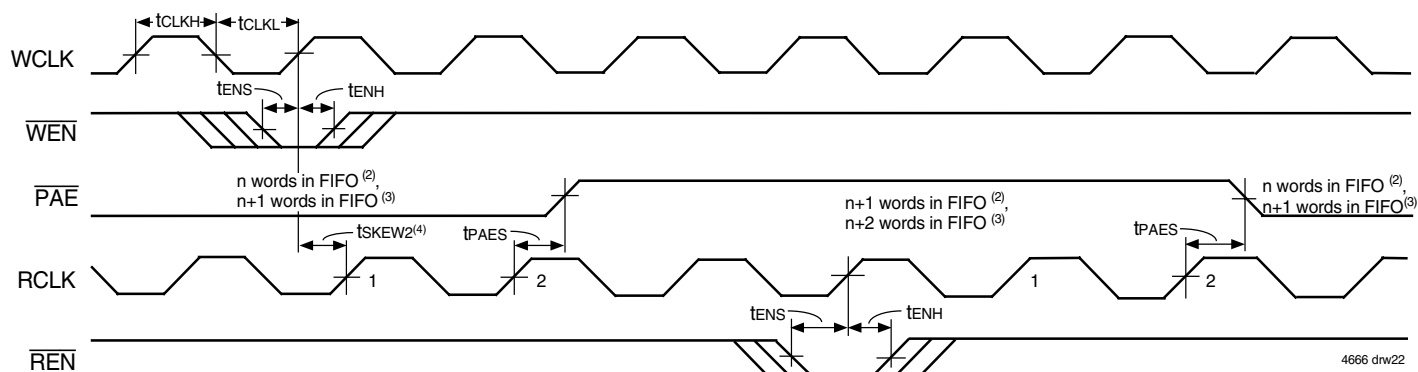 tCLKH
tCLKL
WCLK
tENS
tENH
WEN
n words in FIFO (2),
n+1 words in FIFO (3)
n+1 words in FIFO (2),
n+2 words in FIFO (3)
n words in FIFO (2),
n+1 words in FIFO(3)
PAE
tSKEW2(4)
tPAES
tPAES
RCLK
1
2
1
2
tENS
tENH
REN
4666 drw22